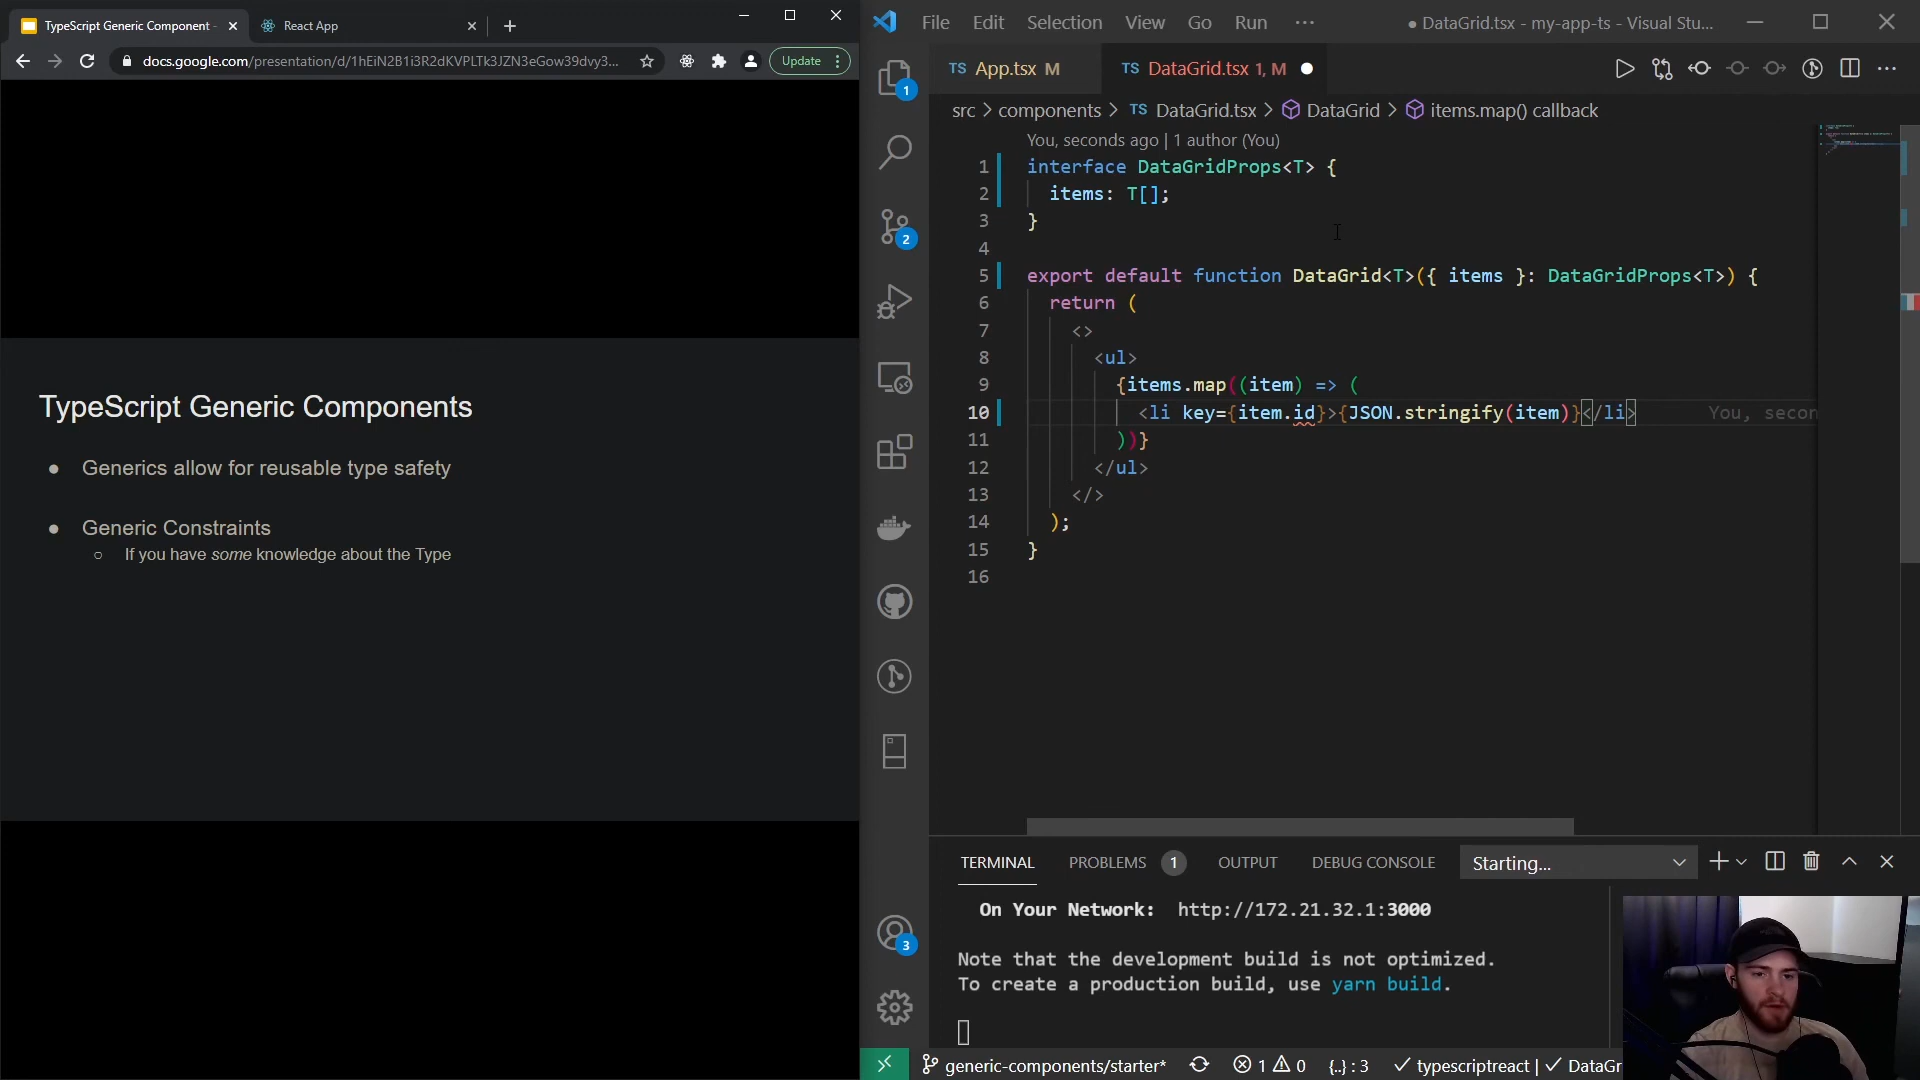 TypeScript Generic Component -
React App
docs.google.com/presentation/d/1hEiN2B1i3R2dKVPLTk3JZN3eGow39dvy3...
Update
TypeScript Generic Components
Generics allow for reusable type safety
Generic Constraints
If you have some knowledge about the Type
File Edit Selection View Go Run ···
● DataGrid.tsx - my-app-ts - Visual Stu...
TS App.tsx M
TS DataGrid.tsx 1, M
src > components > TS DataGrid.tsx > DataGrid > items.map() callback
You, seconds ago | 1 author (You)
1 interface DataGridProps<T> {
2 items: T[];
3 }
4
5 export default function DataGrid<T>({ items }: DataGridProps<T>) {
6 return (
7 <>
8 <ul>
9 {items.map((item) => (
10 <li key={item.id}>{JSON.stringify(item)}</li> You, secon
11 ))}
12 </ul>
13 </>
14 );
15 }
16
1
2
3
TERMINAL PROBLEMS 1 OUTPUT DEBUG CONSOLE Starting...
On Your Network: http://172.21.32.1:3000
Note that the development build is not optimized.
To create a production build, use yarn build.
generic-components/starter* 1 0 {..} : 3 typescriptreact | DataGr